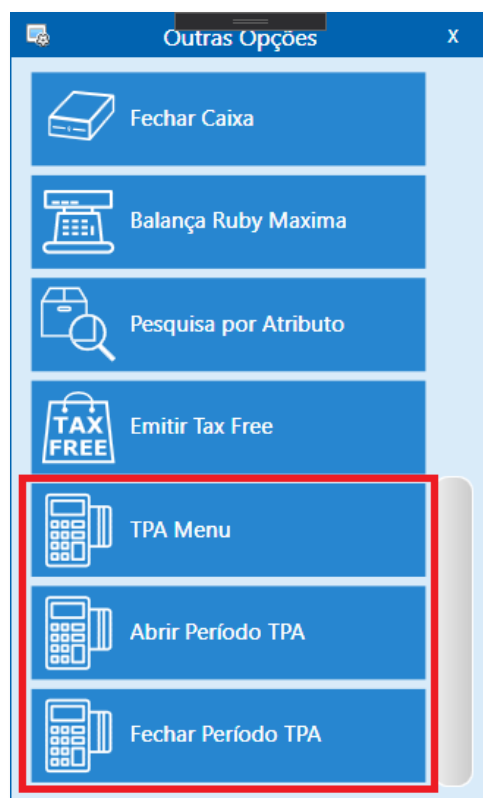 Outras Opções
X
Fechar Caixa
Balança Ruby Maxima
Pesquisa por Atributo
TAX
FREE
Emitir Tax Free
TPA Menu
Abrir Período TPA
Fechar Período TPA